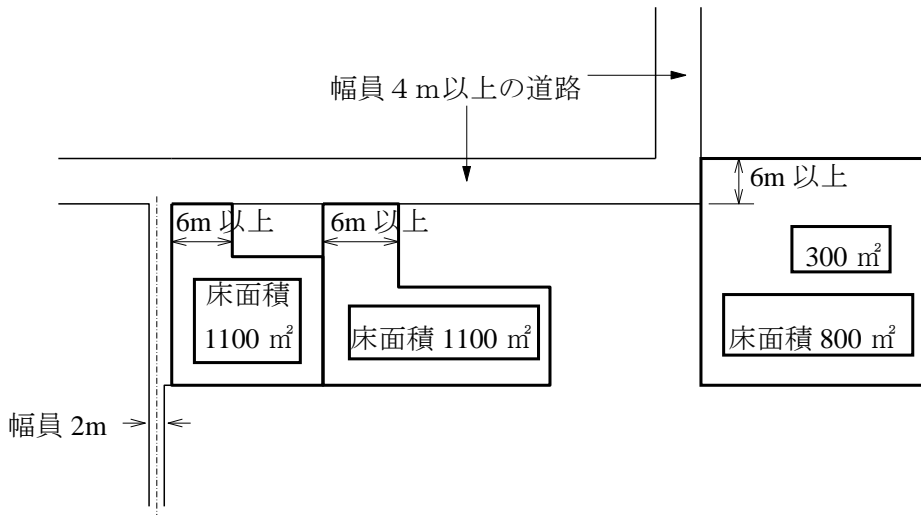 幅員４ｍ以上の道路
6m 以上
6m 以上
6m 以上
300 ㎡
床面積
1100 ㎡
床面積 1100 ㎡
床面積 800 ㎡
幅員 2m